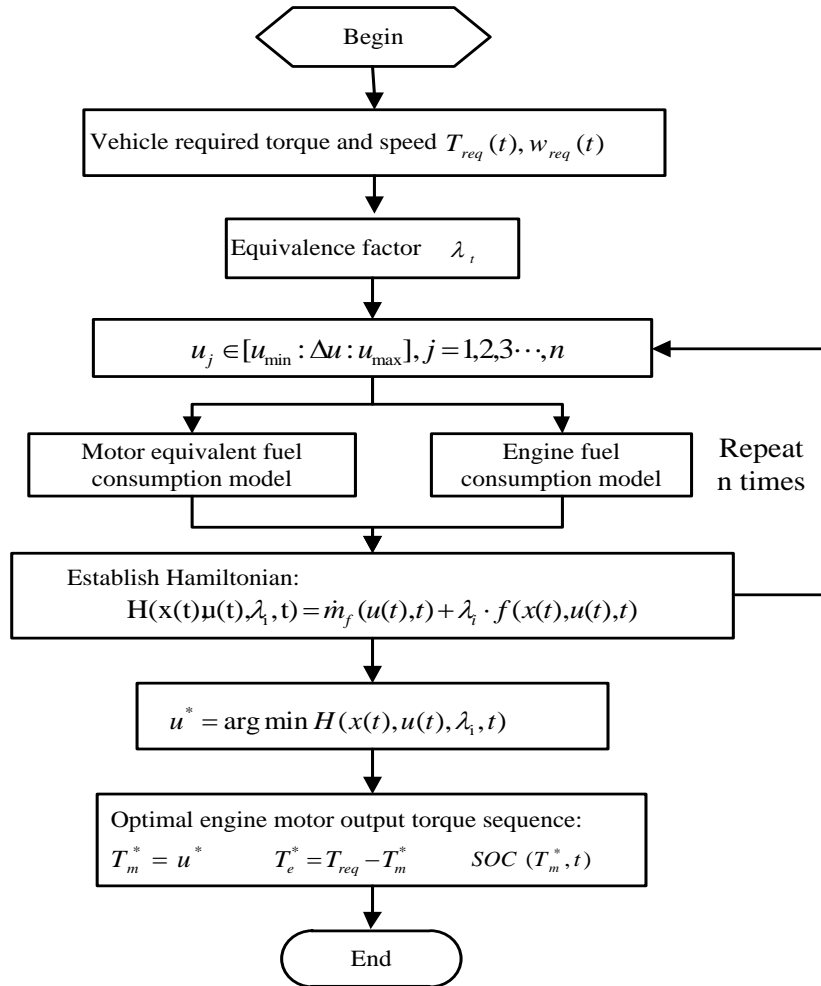 Begin
Vehicle required torque and speed T_req(t), w_req(t)
Equivalence factor λ_t
u_j ∈[u_min : Δu : u_max], j = 1,2,3⋯,n
Motor equivalent fuel
consumption model
Engine fuel
consumption model
Repeat
n times
Establish Hamiltonian:
H(x(t),u(t),λ_i,t) = ṁ_f(u(t),t) + λ_i · f(x(t),u(t),t)
u^* = arg min H(x(t), u(t), λ_i, t)
Optimal engine motor output torque sequence:
T_m^* = u^* T_e^* = T_req − T_m^* SOC (T_m^*, t)
End